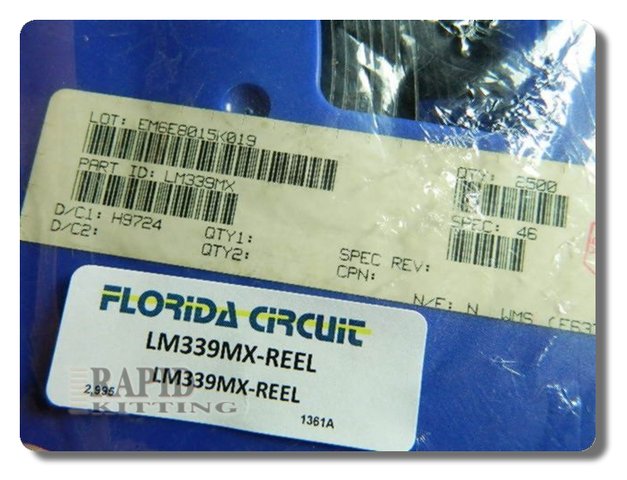 LOT: EM6E8015K019
PART ID: LM339MX
QTY: 2500
SPEC: 46
D/C1: H9724 QTY1:
D/C2: QTY2:
SPEC REV:
CPN:
N/F: N WMS
FLORIDA CIRCUIT
LM339MX-REEL
LM339MX-REEL
2,996
RAPID
KITTING
1361A